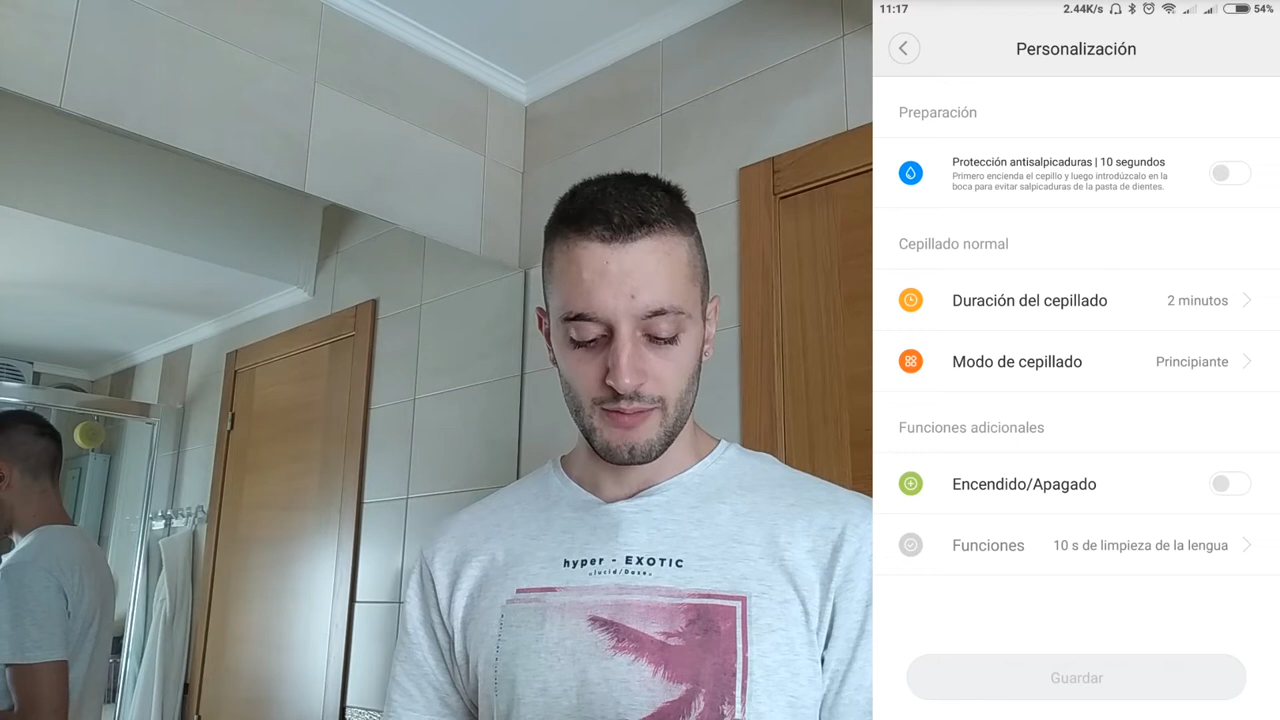 11:17
2.44K/s
54%
Personalización
Preparación
Protección antisalpicaduras | 10 segundos
Primero encienda el cepillo y luego introdúzcalo en la
boca para evitar salpicaduras de la pasta de dientes.
Cepillado normal
Duración del cepillado
2 minutos
Modo de cepillado
Principiante
Funciones adicionales
Encendido/Apagado
Funciones
10 s de limpieza de la lengua
Guardar
hyper - EXOTIC